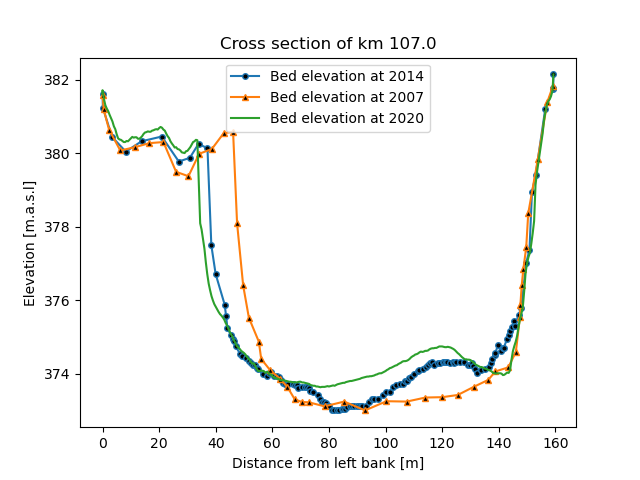 Cross section of km 107.0
Bed elevation at 2014
Bed elevation at 2007
Bed elevation at 2020
Elevation [m.a.s.l]
382
380
378
376
374
0 20 40 60 80 100 120 140 160
Distance from left bank [m]